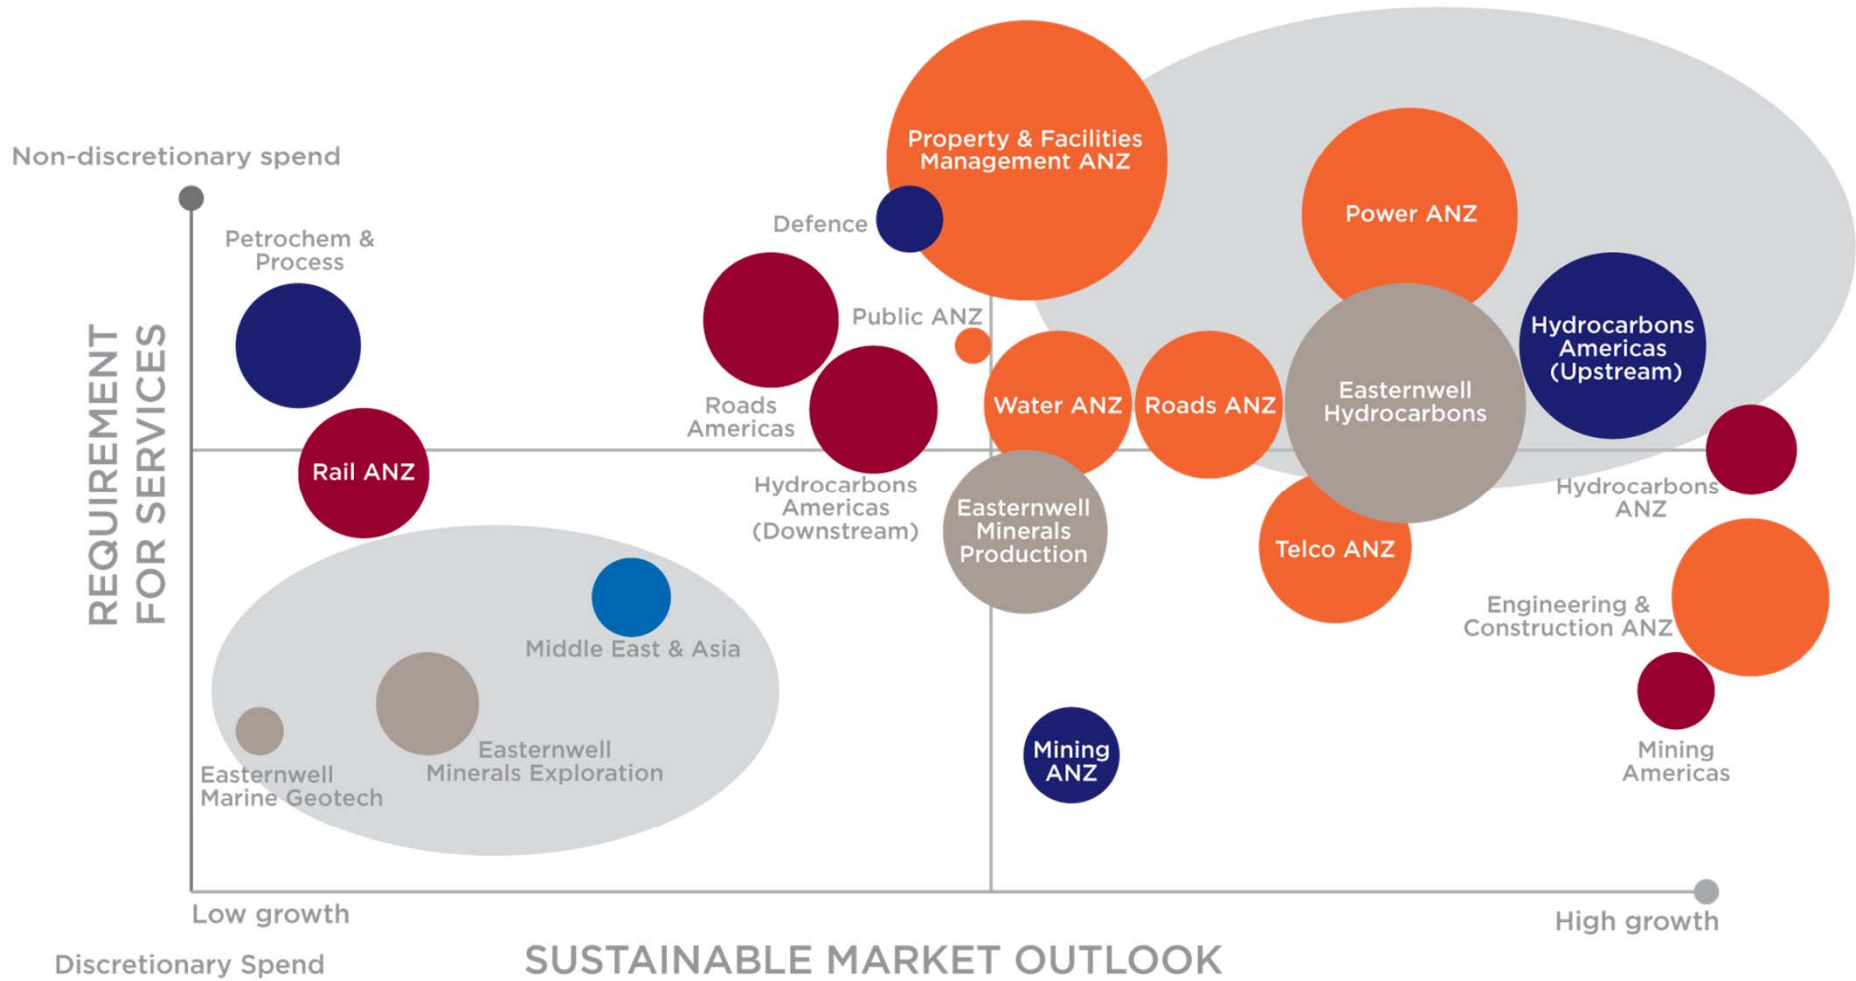 Property & Facilities
Management ANZ
Non-discretionary spend
Power ANZ
Defence
Petrochem &
Process
Public ANZ
Hydrocarbons
Americas
(Upstream)
REQUIREMENT
FOR SERVICES
Roads
Americas
Water ANZ
Roads ANZ
Easternwell
Hydrocarbons
Rail ANZ
Hydrocarbons
Americas
(Downstream)
Easternwell
Minerals
Production
Hydrocarbons
ANZ
Telco ANZ
Engineering &
Construction ANZ
Middle East & Asia
Easternwell
Minerals Exploration
Easternwell
Marine Geotech
Mining
ANZ
Mining
Americas
Low growth
High growth
Discretionary Spend
SUSTAINABLE MARKET OUTLOOK